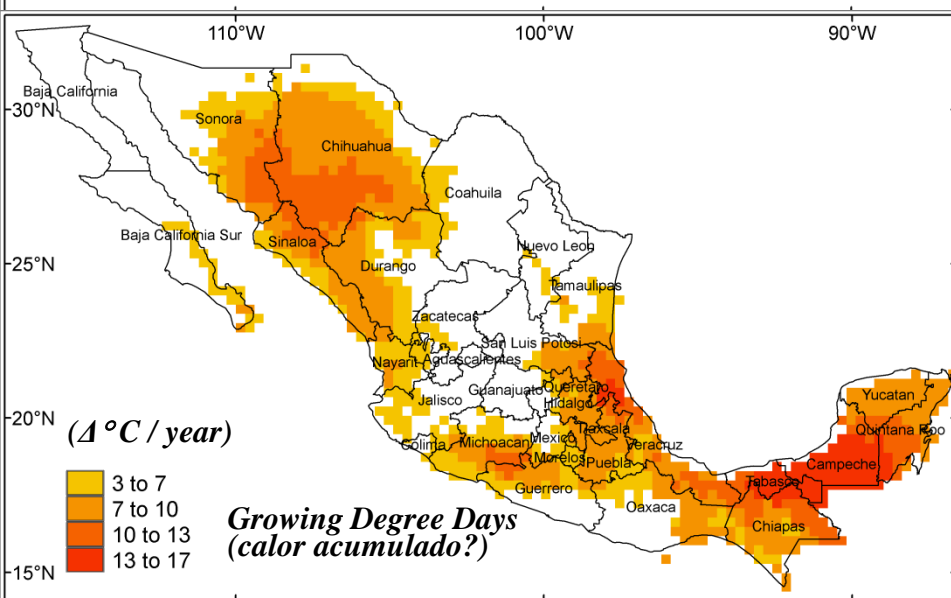 110°W 100°W 90°W
30°N
25°N
20°N
15°N
Baja California
Sonora
Chihuahua
Coahuila
Baja California Sur
Sinaloa
Nuevo Leon
Durango
Tamaulipas
Zacatecas
San Luis Potosi
Nayarit
Aguascalientes
Jalisco
Guanajuato
Queretaro
Hidalgo
Yucatan
Quintana Roo
Colima
Michoacan
Mexico
Tlaxcala
Veracruz
Morelos
Puebla
Campeche
Tabasco
Guerrero
Oaxaca
Chiapas
(Δ°C / year)
3 to 7
7 to 10
10 to 13
13 to 17
Growing Degree Days
(calor acumulado?)